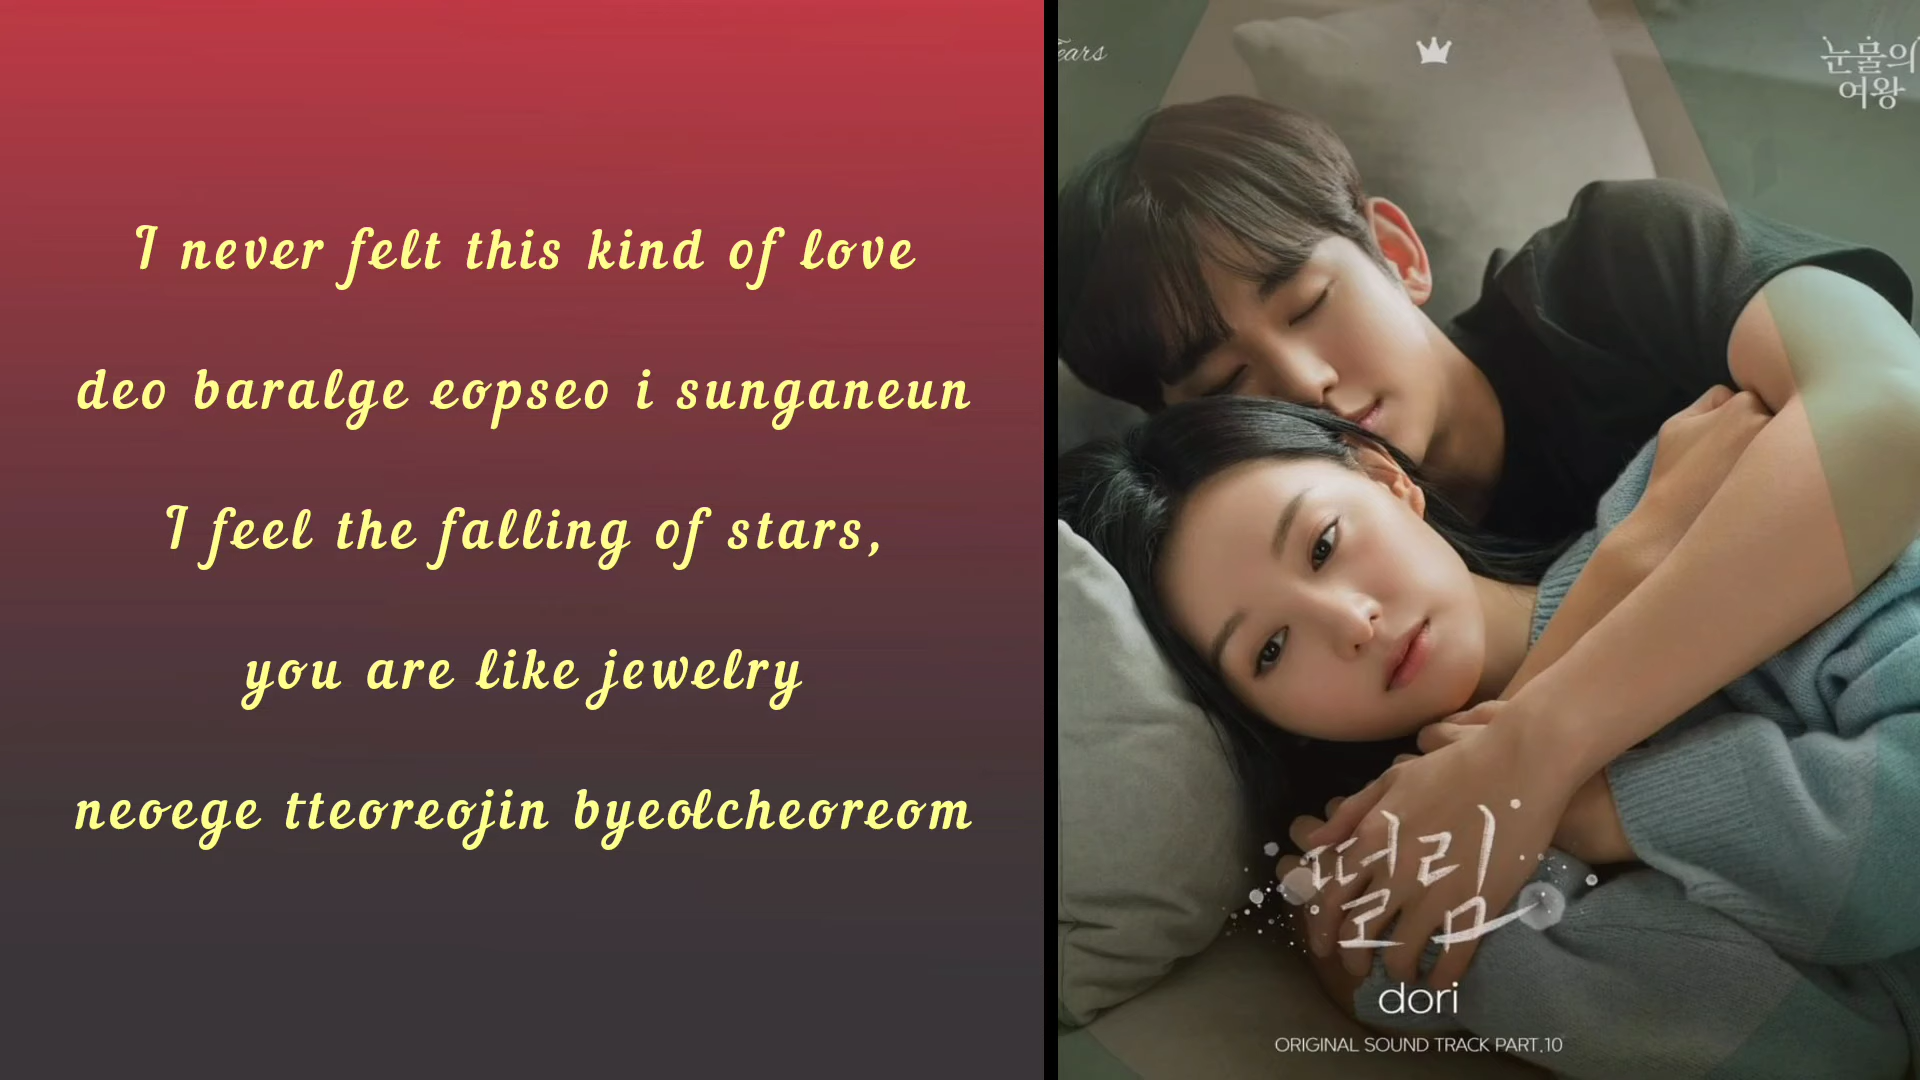 I never felt this kind of love
deo baralge eopseo i sunganeun
I feel the falling of stars,
you are like jewelry
neoege tteoreojin byeolcheoreom
ears
눈물의
여왕
떨림
dori
ORIGINAL SOUND TRACK PART.10